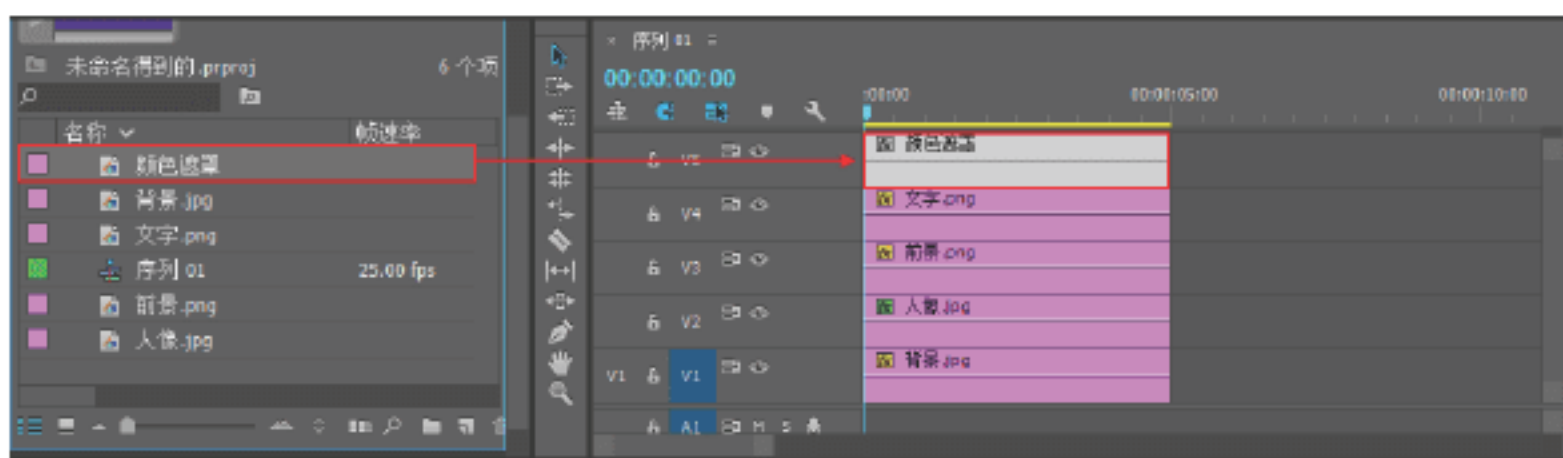 未命名得到的.prproj
6 个项
名称
帧速率
颜色遮罩
背景.jpg
文字.png
序列 01
25.00 fps
前景.png
人像.jpg
× 序列 01
00:00:00:00
:00:00
00:00:05:00
00:00:10:00
V5
颜色遮罩
V4
文字.png
V3
前景.png
V2
人像.jpg
V1
V1
背景.jpg
A1
M
S